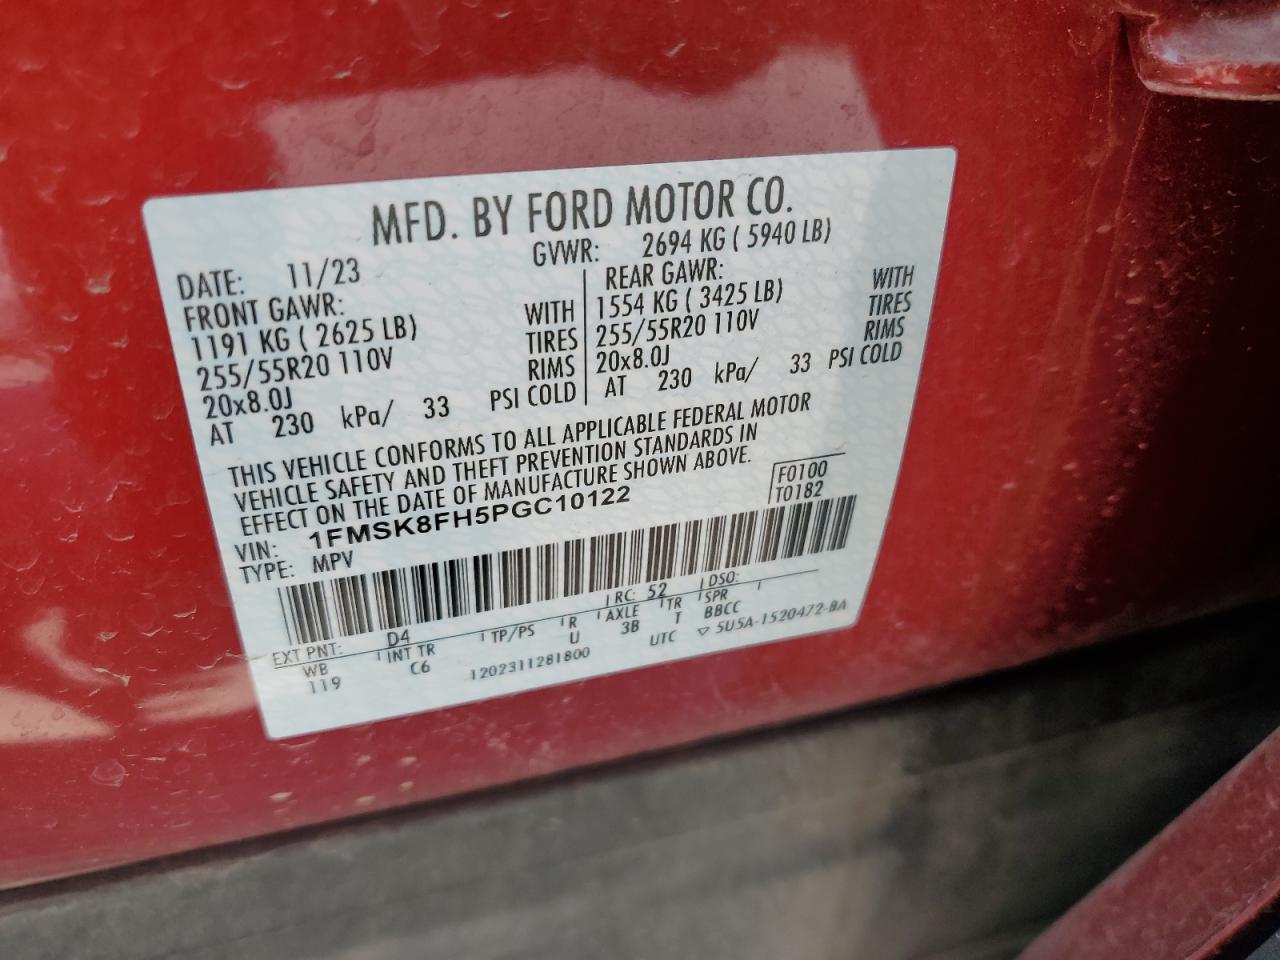 MFD. BY FORD MOTOR CO.
DATE: 11/23 GVWR: 2694 KG ( 5940 LB)
FRONT GAWR: REAR GAWR:
1191 KG ( 2625 LB) WITH 1554 KG ( 3425 LB) WITH
255/55R20 110V TIRES 255/55R20 110V TIRES
20x8.0J RIMS 20x8.0J RIMS
AT 230 kPa/ 33 PSI COLD AT 230 kPa/ 33 PSI COLD
THIS VEHICLE CONFORMS TO ALL APPLICABLE FEDERAL MOTOR
VEHICLE SAFETY AND THEFT PREVENTION STANDARDS IN
EFFECT ON THE DATE OF MANUFACTURE SHOWN ABOVE.
F0100
VIN: 1FMSK8FH5PGC10122 T0182
TYPE: MPV
EXT PNT: D4 RC: 52 DSO:
WB INT TR TP/PS R AXLE TR SPR
119 C6 U 3B T BBCC
1202311281800 UTC ▽ 5U5A-1520472-BA